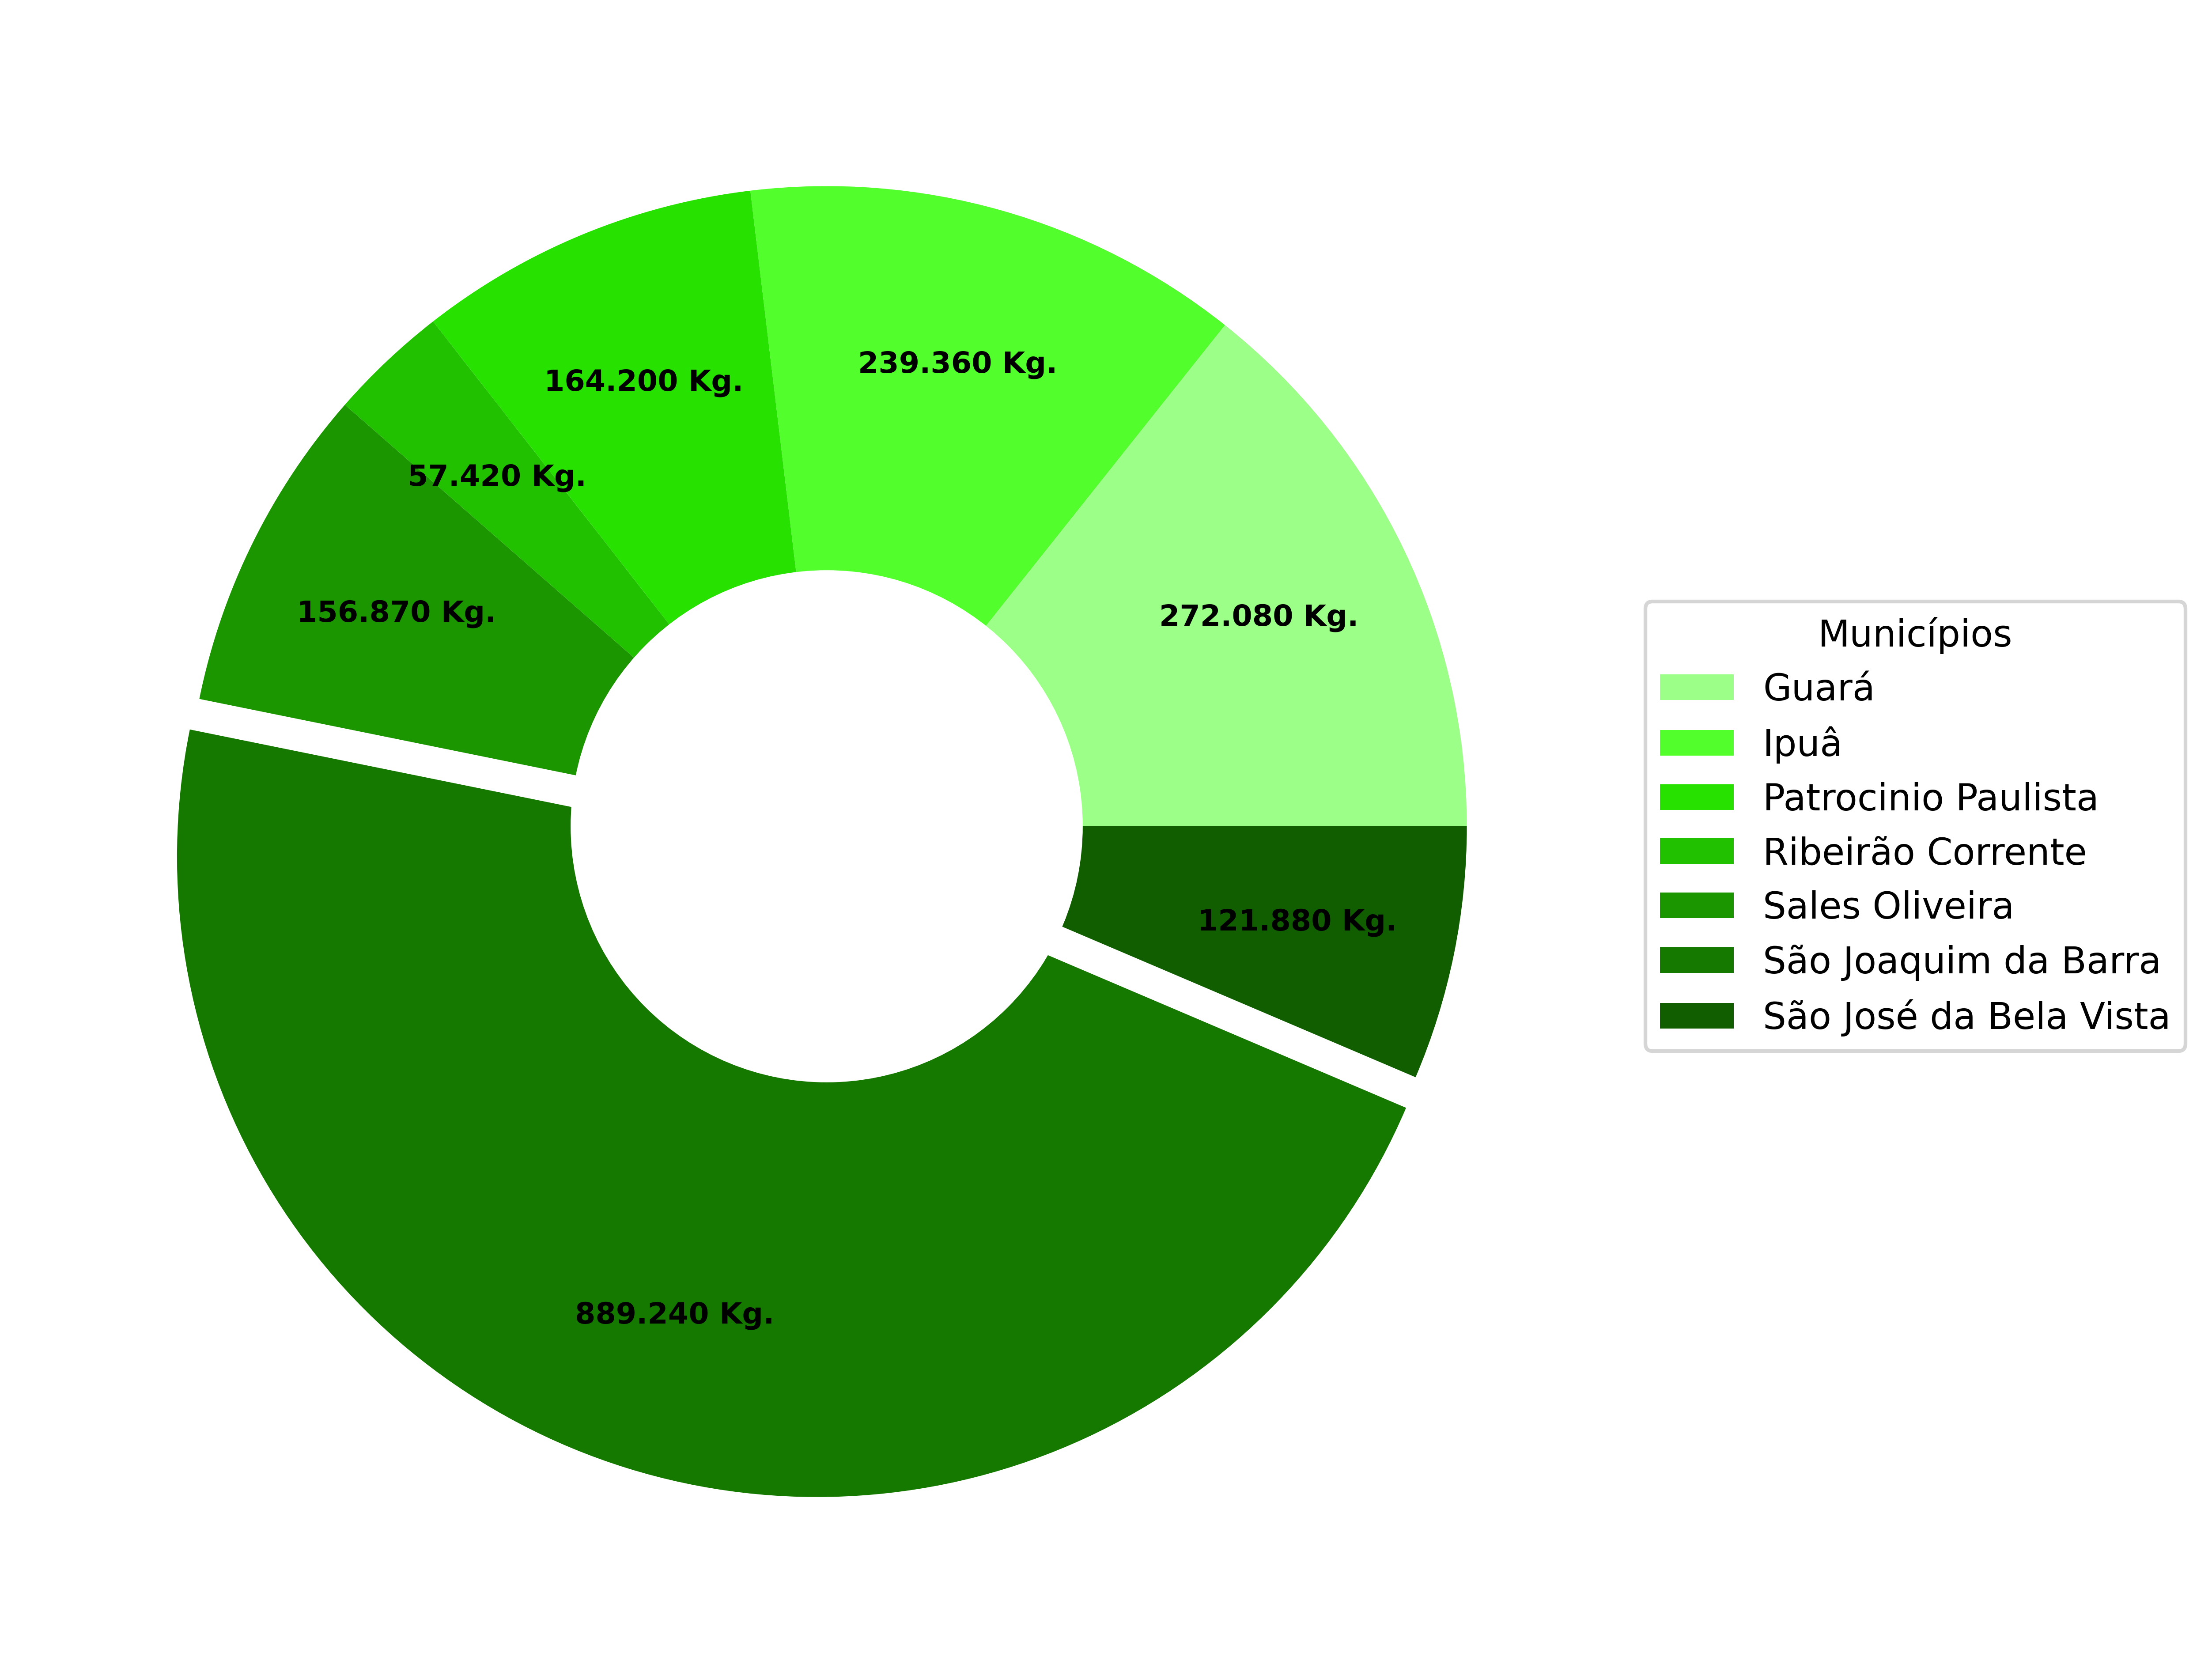 239.360 Kg.
164.200 Kg.
57.420 Kg.
156.870 Kg.
272.080 Kg.
121.880 Kg.
889.240 Kg.
Municípios
Guará
Ipuâ
Patrocinio Paulista
Ribeirão Corrente
Sales Oliveira
São Joaquim da Barra
São José da Bela Vista